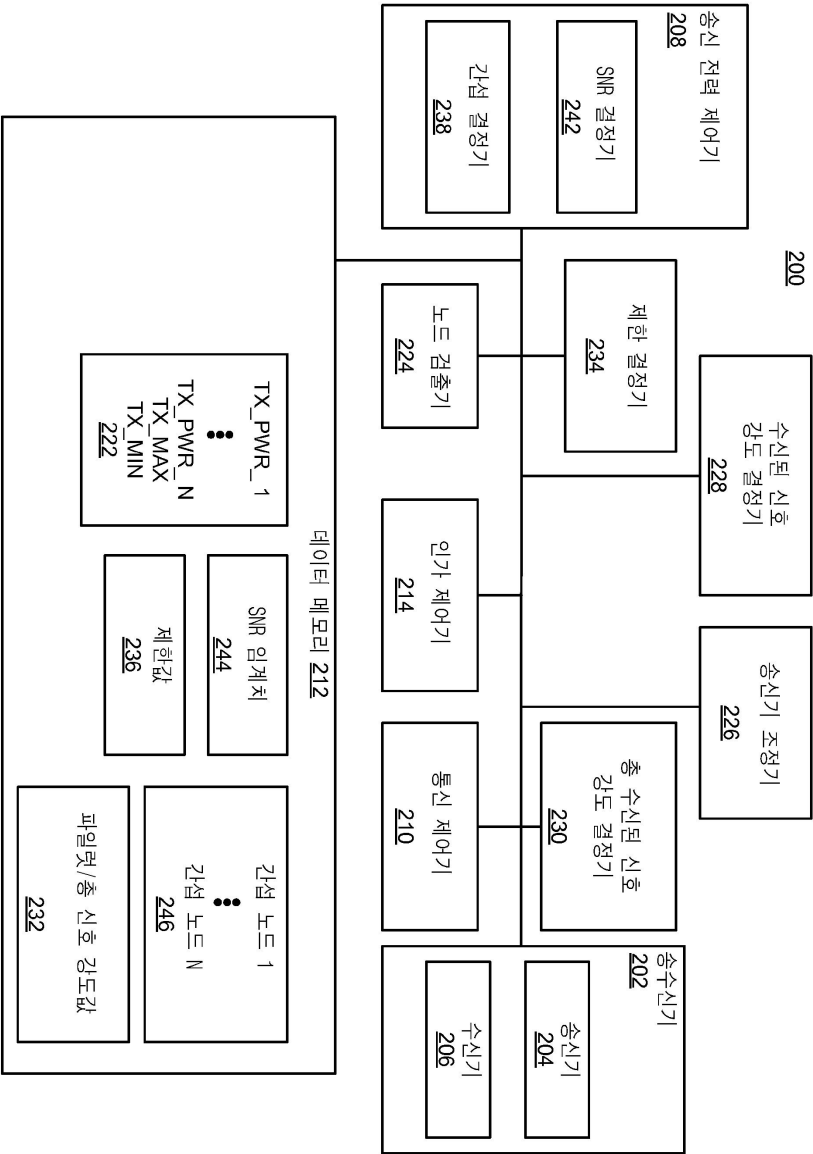 200
송신 전력 제어기
208
SNR 결정기
242
간섭 결정기
238
수신된 신호
강도 결정기
228
송신기 조정기
226
제한 결정기
234
총 수신된 신호
강도 결정기
230
송수신기
202
송신기
204
수신기
206
노드 검출기
224
인가 제어기
214
통신 제어기
210
데이터 메모리 212
TX_PWR_1
TX_PWR_N
TX_MAX
TX_MIN
222
SNR 임계치
244
제한값
236
간섭 노드 1
간섭 노드 N
246
파일럿/총 신호 강도값
232